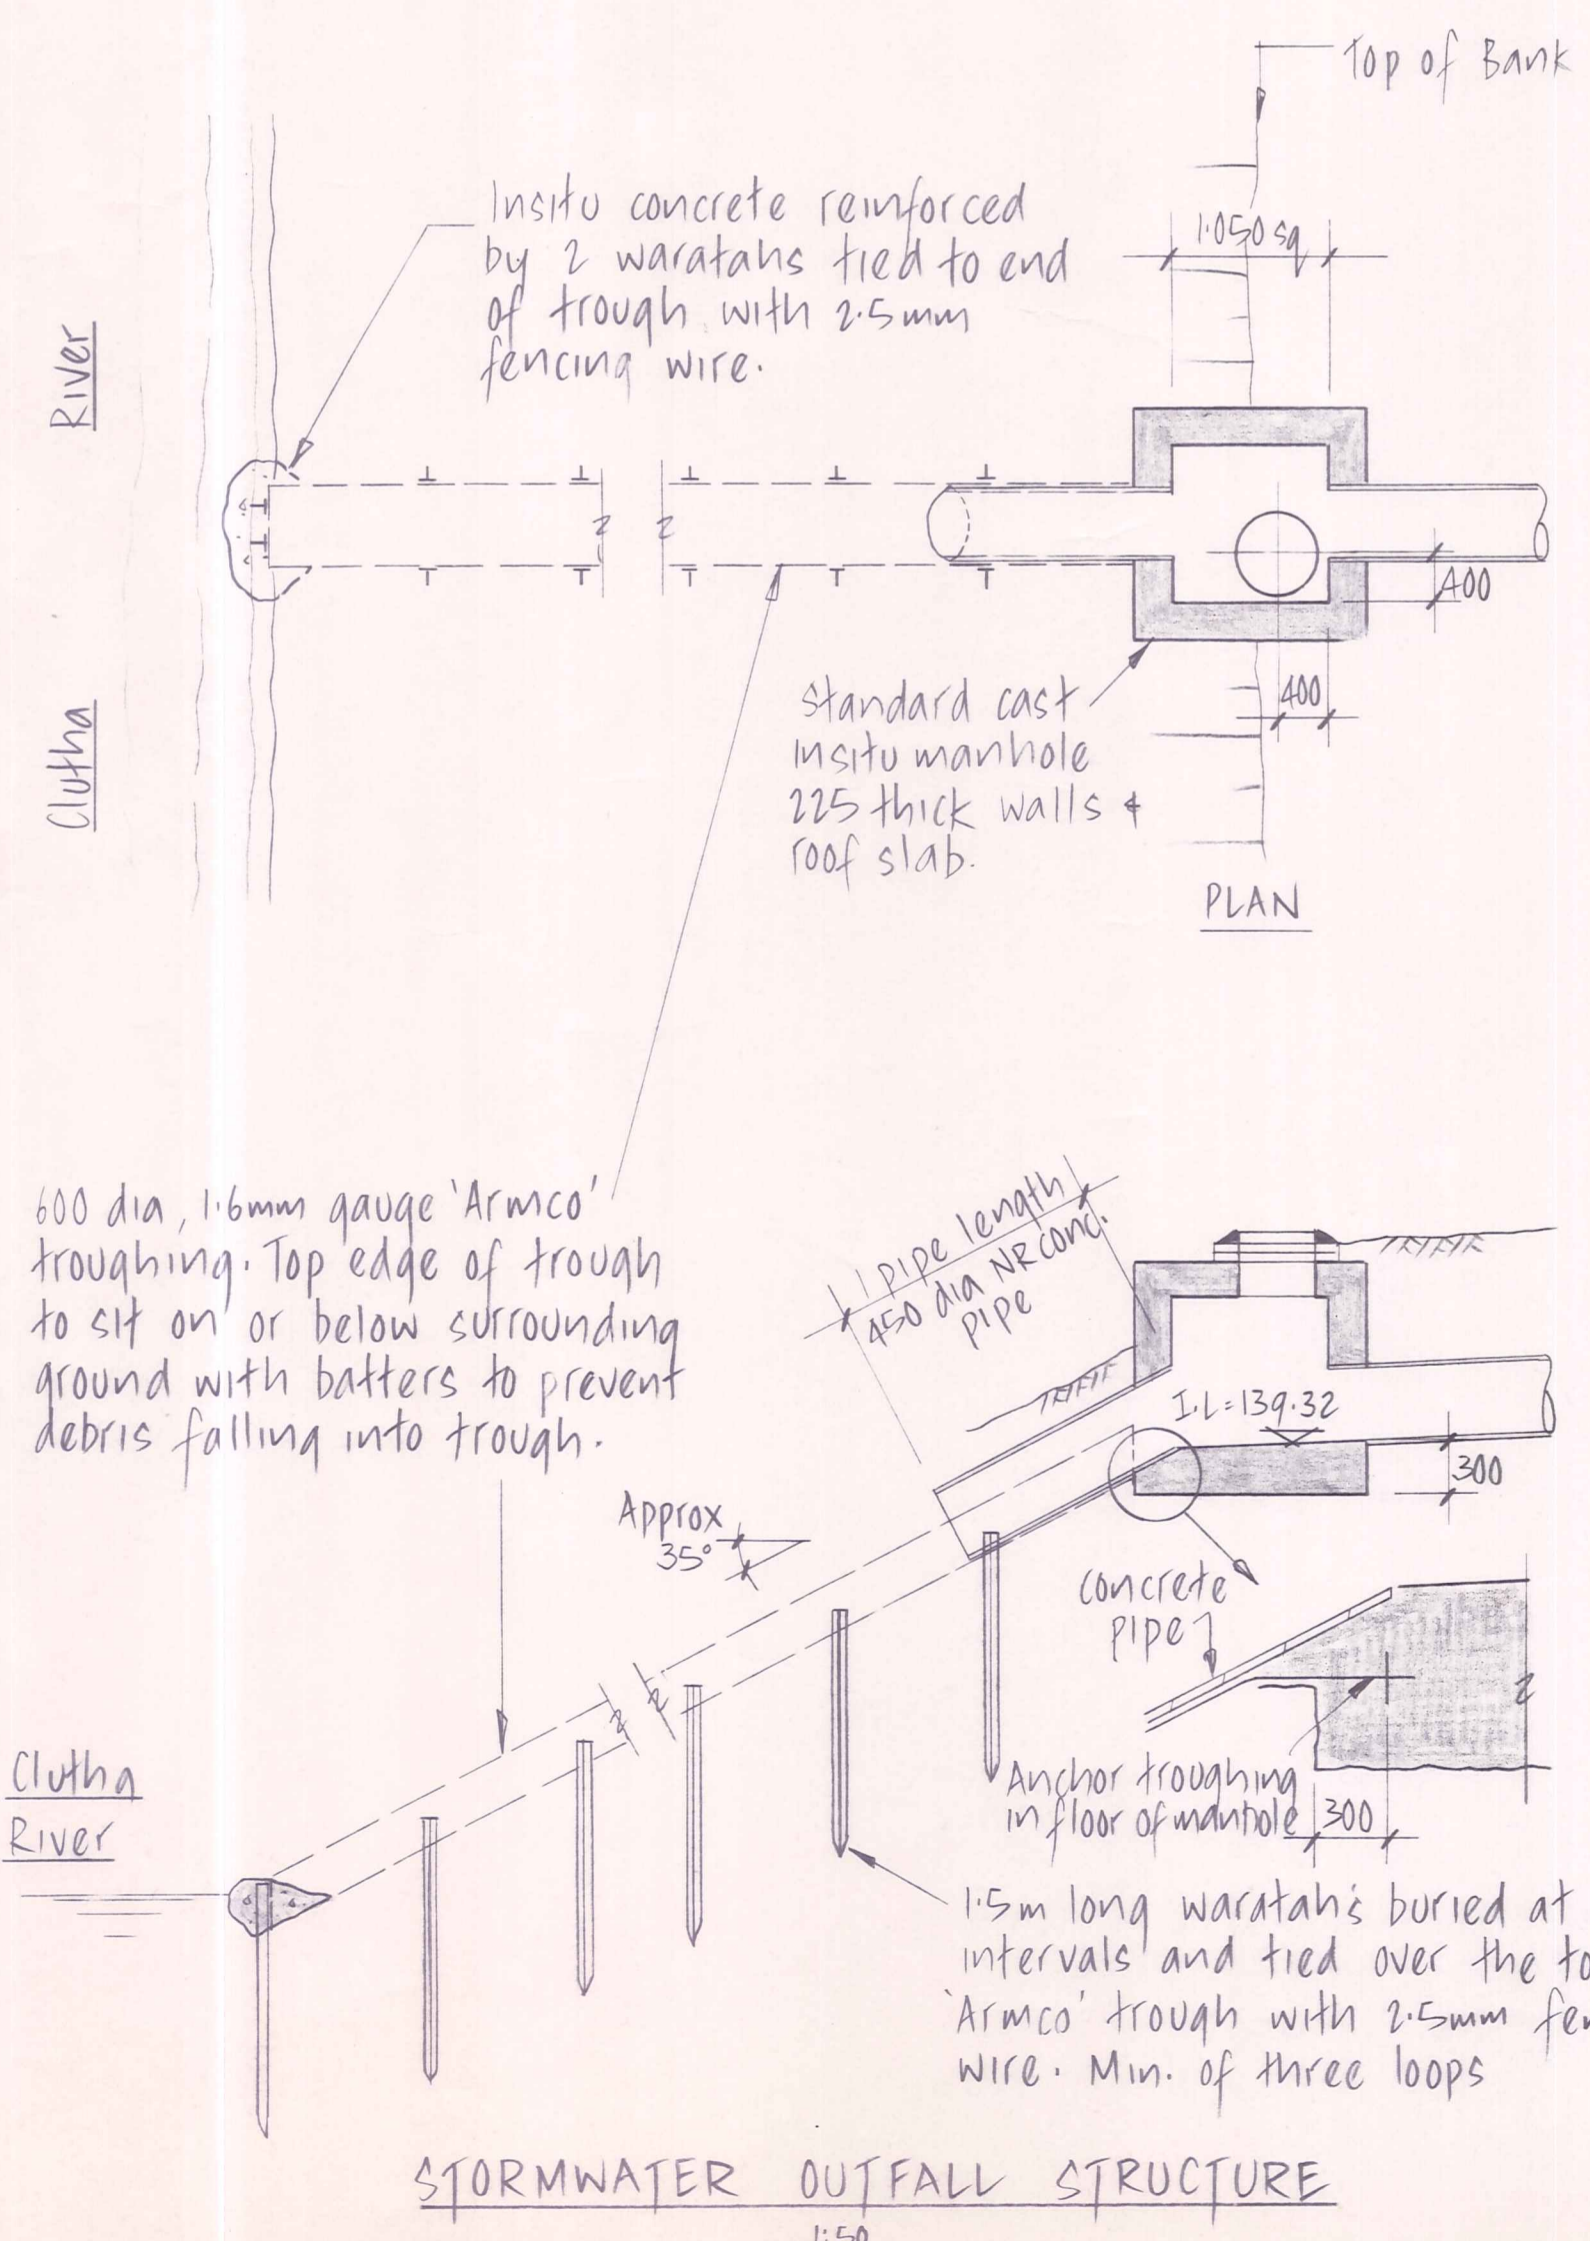 Top of Bank
Insitu concrete reinforced
by 2 waratahs tied to end
of trough with 2.5mm
fencing wire.
1.050 sq
River
Clutha
400
400
Standard cast
insitu manhole
225 thick walls &
roof slab.
PLAN
600 dia, 1.6mm gauge 'Armco'
troughing. Top edge of trough
to sit on or below surrounding
ground with batters to prevent
debris falling into trough.
1 pipe length
450 dia NR conc.
pipe
I.L=139.32
300
Approx
35°
Concrete
pipe
Anchor troughing
in floor of manhole
300
Clutha
River
1.5m long waratah's buried at
intervals and tied over the
'Armco' trough with 2.5mm
wire. Min. of three loops
STORMWATER OUTFALL STRUCTURE
1:50